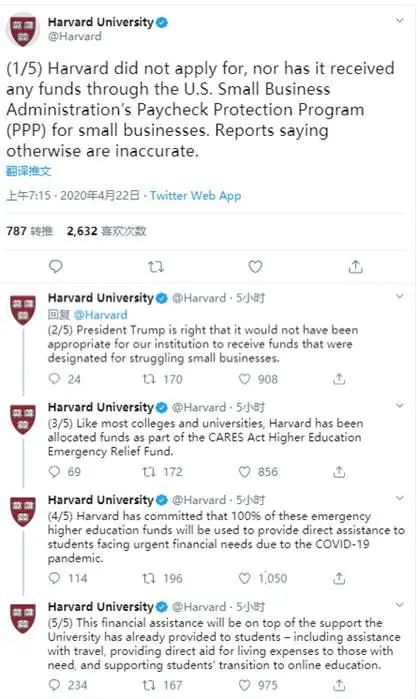 Harvard University
@Harvard
(1/5) Harvard did not apply for, nor has it received
any funds through the U.S. Small Business
Administration's Paycheck Protection Program
(PPP) for small businesses. Reports saying
otherwise are inaccurate.
翻译推文
上午7:15 · 2020年4月22日 · Twitter Web App
787 转推 2,632 喜欢次数
Harvard University @Harvard · 5小时
回复 @Harvard
(2/5) President Trump is right that it would not have been
appropriate for our institution to receive funds that were
designated for struggling small businesses.
24 170 908
Harvard University @Harvard · 5小时
(3/5) Like most colleges and universities, Harvard has been
allocated funds as part of the CARES Act Higher Education
Emergency Relief Fund.
69 172 856
Harvard University @Harvard · 5小时
(4/5) Harvard has committed that 100% of these emergency
higher education funds will be used to provide direct assistance to
students facing urgent financial needs due to the COVID-19
pandemic.
114 196 1,050
Harvard University @Harvard · 5小时
(5/5) This financial assistance will be on top of the support the
University has already provided to students – including assistance
with travel, providing direct aid for living expenses to those with
need, and supporting students' transition to online education.
234 167 975